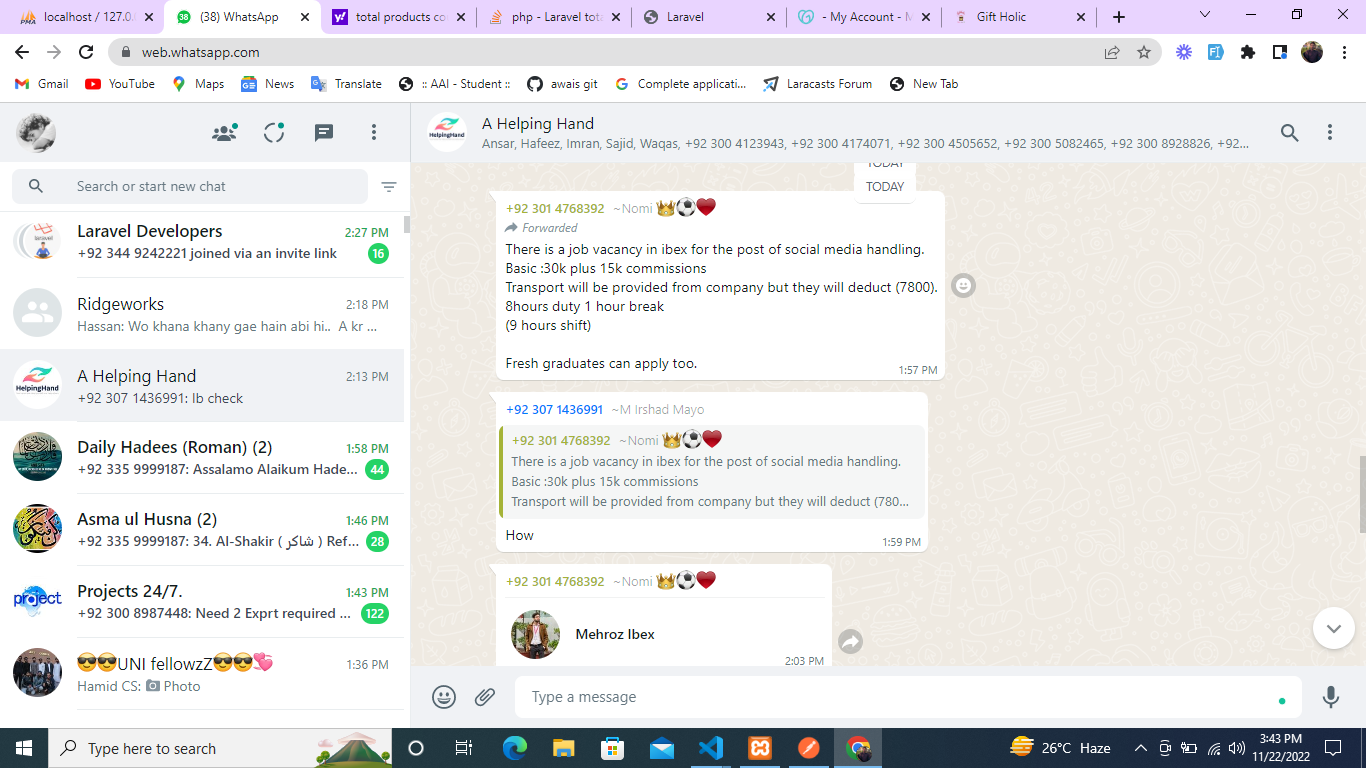 localhost / 127.0
(38) WhatsApp
total products co
php - Laravel tota
Laravel
- My Account - M
Gift Holic
web.whatsapp.com
Gmail
YouTube
Maps
News
Translate
:: AAI - Student ::
awais git
Complete applicati...
Laracasts Forum
New Tab
Search or start new chat
Laravel Developers
2:27 PM
+92 344 9242221 joined via an invite link
16
Ridgeworks
2:18 PM
Hassan: Wo khana khany gae hain abi hi.. A kr ...
HelpingHand
A Helping Hand
2:13 PM
+92 307 1436991: Ib check
Daily Hadees (Roman) (2)
1:58 PM
+92 335 9999187: Assalamo Alaikum Hade...
44
Asma ul Husna (2)
1:46 PM
+92 335 9999187: 34. Al-Shakir ( شاكر ) Ref...
28
project
Projects 24/7.
1:43 PM
+92 300 8987448: Need 2 Exprt required ...
122
😎😎UNI fellowzZ😎😎💞
1:36 PM
Hamid CS: 📷 Photo
HelpingHand
A Helping Hand
Ansar, Hafeez, Imran, Sajid, Waqas, +92 300 4123943, +92 300 4174071, +92 300 4505652, +92 300 5082465, +92 300 8928826, +92...
TODAY
TODAY
+92 301 4768392 ~Nomi 👑⚽❤
Forwarded
There is a job vacancy in ibex for the post of social media handling.
Basic :30k plus 15k commissions
Transport will be provided from company but they will deduct (7800).
8hours duty 1 hour break
(9 hours shift)
Fresh graduates can apply too.
1:57 PM
+92 307 1436991 ~M Irshad Mayo
+92 301 4768392 ~Nomi 👑⚽❤
There is a job vacancy in ibex for the post of social media handling.
Basic :30k plus 15k commissions
Transport will be provided from company but they will deduct (780...
How
1:59 PM
+92 301 4768392 ~Nomi 👑⚽❤
Mehroz Ibex
2:03 PM
Type a message
Type here to search
26°C Haze
3:43 PM
11/22/2022